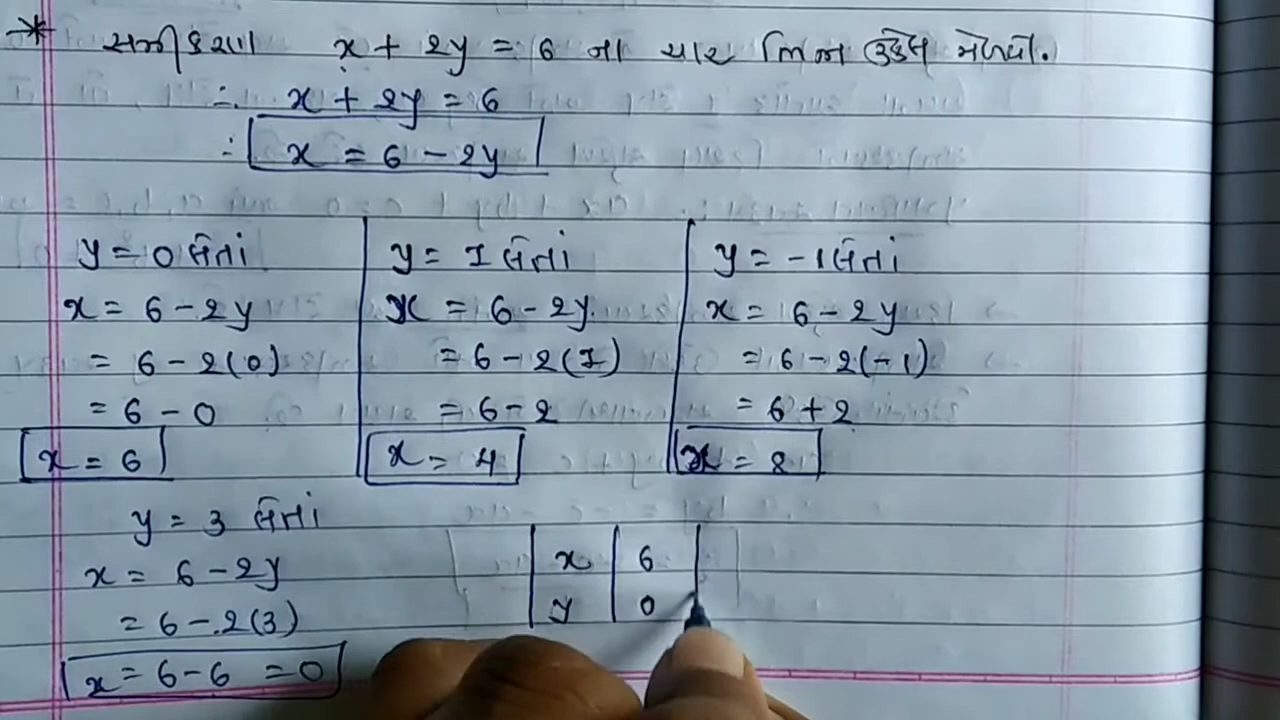 * સમીકરણ x + 2y = 6 ના ચાર ભિન્ન ઉકેલ મેળવો.
∴ x + 2y = 6
∴ x = 6 - 2y
y = 0 લેતાં
x = 6 - 2y
= 6 - 2(0)
= 6 - 0
x = 6
y = 1 લેતાં
x = 6 - 2y
= 6 - 2(1)
= 6 - 2
x = 4
y = -1 લેતાં
x = 6 - 2y
= 6 - 2(-1)
= 6 + 2
x = 8
y = 3 લેતાં
x = 6 - 2y
= 6 - 2(3)
x = 6 - 6 = 0
x 6
y 0